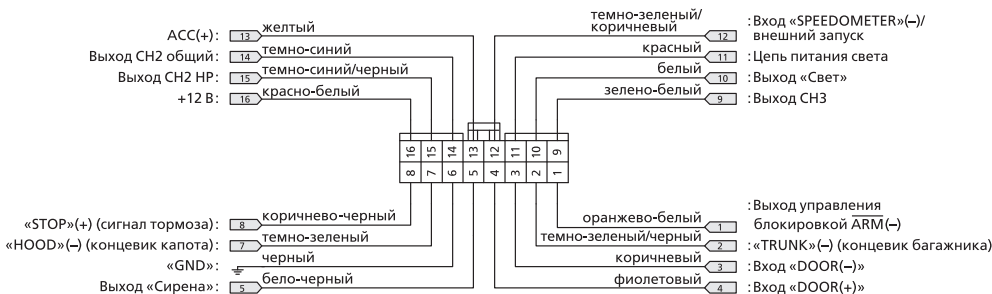 ACC(+): 13 желтый
Выход CH2 общий: 14 темно-синий
Выход CH2 HP: 15 темно-синий/черный
+12 В: 16 красно-белый
темно-зеленый/
коричневый 12 :Вход «SPEEDOMETER»(–)/
внешний запуск
красный 11 :Цепь питания света
белый 10 :Выход «Свет»
зелено-белый 9 :Выход CH3
16 15 14 13 12 11 10 9
8 7 6 5 4 3 2 1
«STOP»(+) (сигнал тормоза): 8 коричнево-черный
«HOOD»(–) (концевик капота): 7 темно-зеленый
«GND»: черный
Выход «Сирена»: 5 бело-черный
:Выход управления
оранжево-белый 1 блокировкой ARM(–)
темно-зеленый/черный 2 :«TRUNK»(–) (концевик багажника)
коричневый 3 :Вход «DOOR(–)»
фиолетовый 4 :Вход «DOOR(+)»